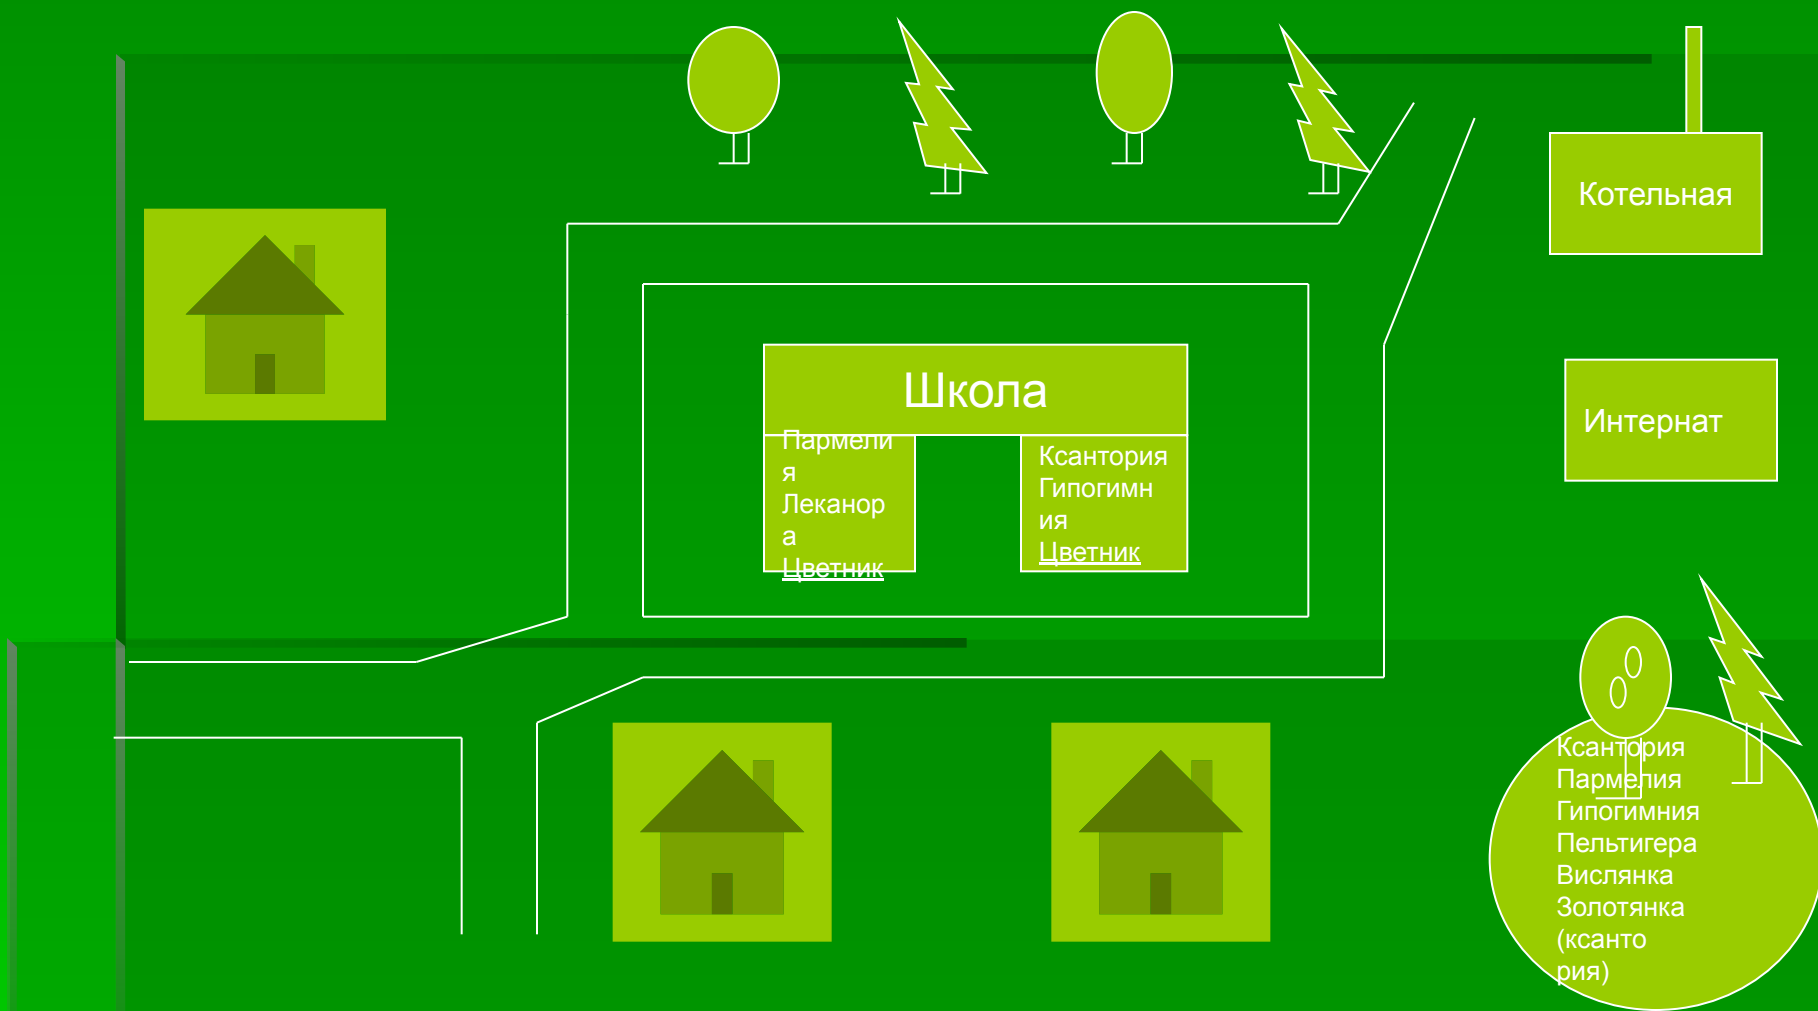 Котельная
Школа
Интернат
Пармели
я
Леканор
а
Цветник
Ксантория
Гипогимн
ия
Цветник
Ксантория
Пармелия
Гипогимния
Пельтигера
Вислянка
Золотянка
(ксанто
рия)